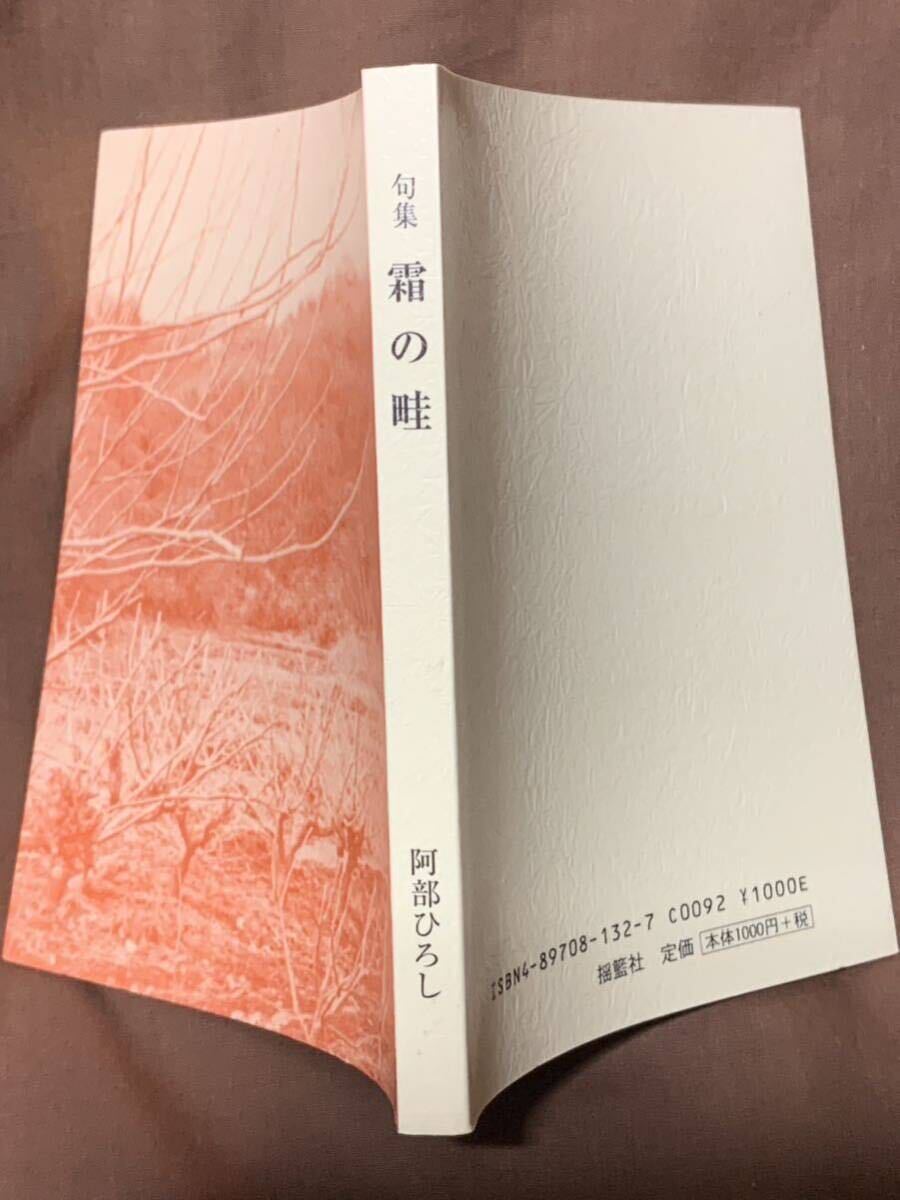 句集 霜の畦
阿部ひろし
ISBN4-89708-132-7 C0092 ¥1000E
揺籃社 定価 本体1000円+税